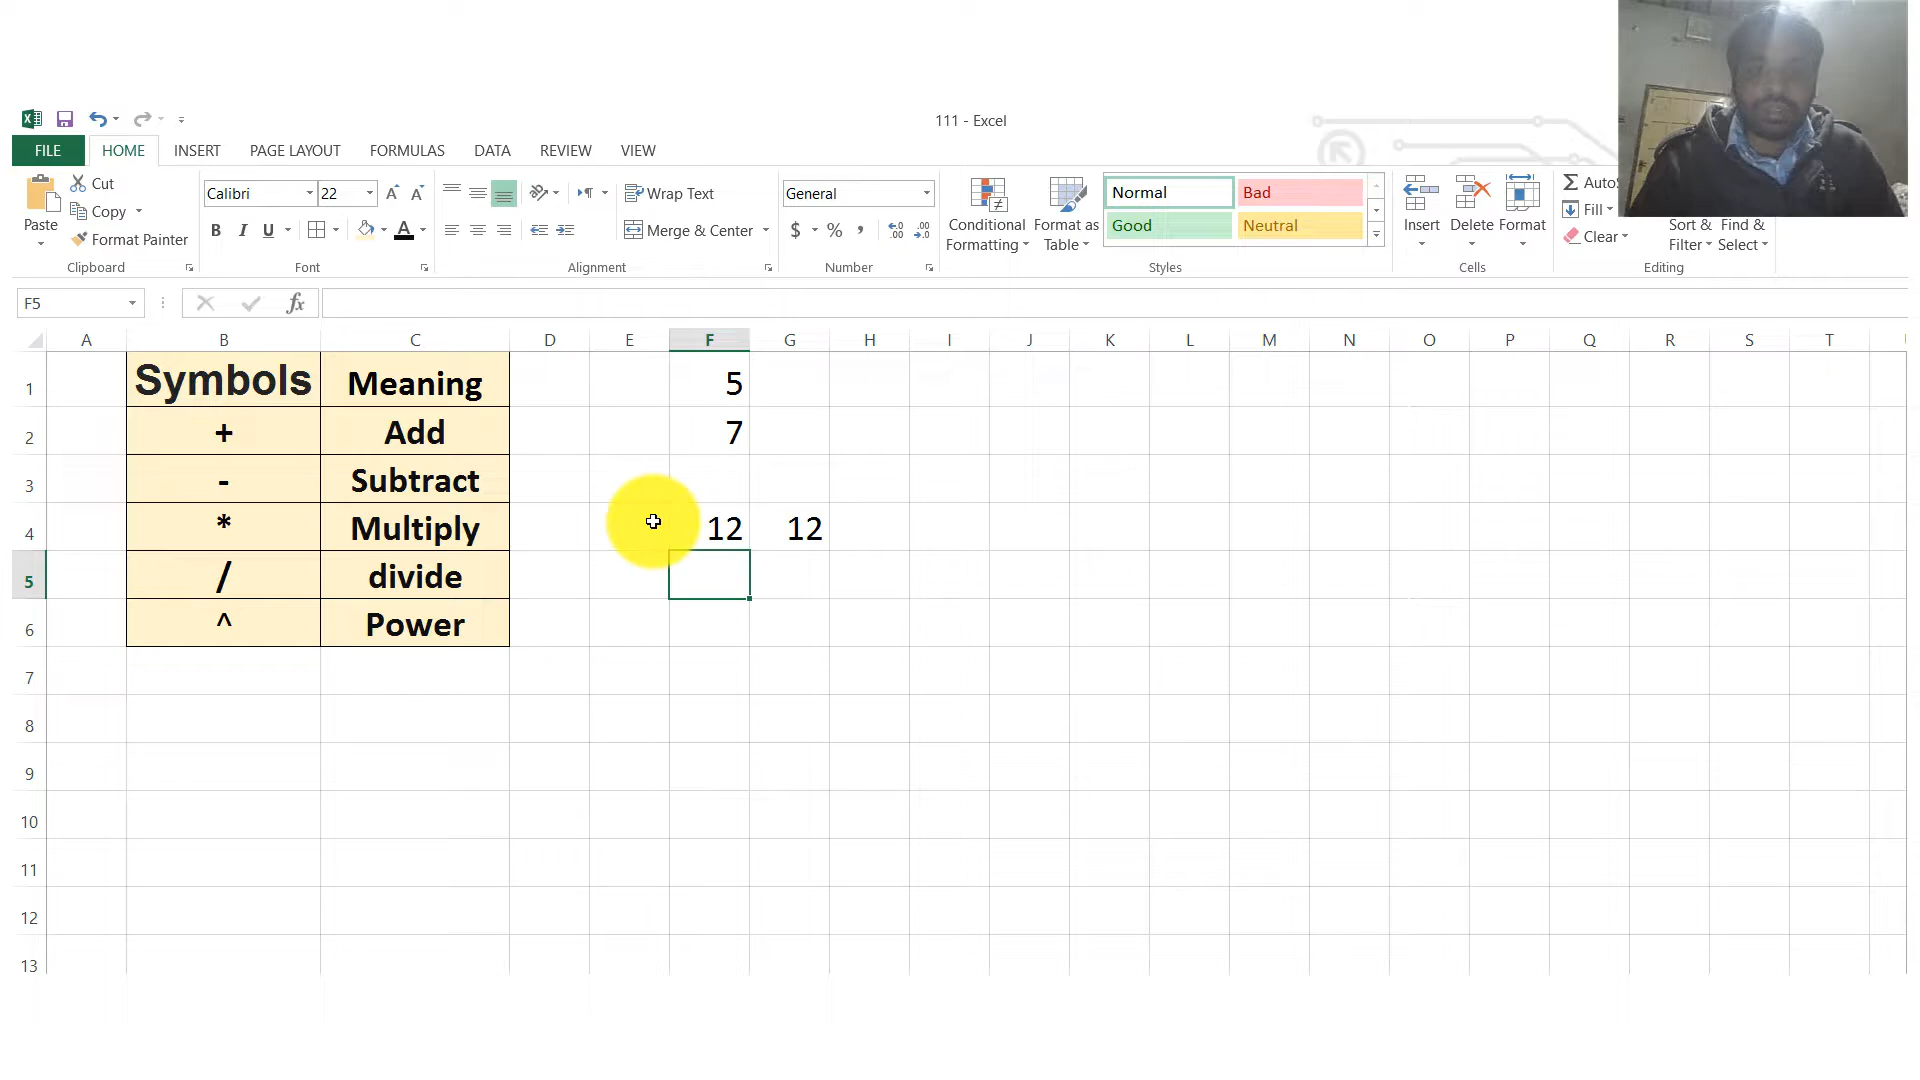 111 - Excel
FILE HOME INSERT PAGE LAYOUT FORMULAS DATA REVIEW VIEW
Paste
Cut
Copy
Format Painter
Clipboard
Calibri 22
B I U
Font
Wrap Text
Merge & Center
Alignment
General
$ % ,
Number
Conditional Formatting
Format as Table
Normal Bad
Good Neutral
Styles
Insert Delete Format
Cells
Fill
Clear
Sort & Filter
Find & Select
Editing
F5 fx
A B C D E F G H I J K L M N O P Q R S T
1 Symbols Meaning 5
2 + Add 7
3 - Subtract
4 * Multiply 12 12
5 / divide
6 ^ Power
7
8
9
10
11
12
13